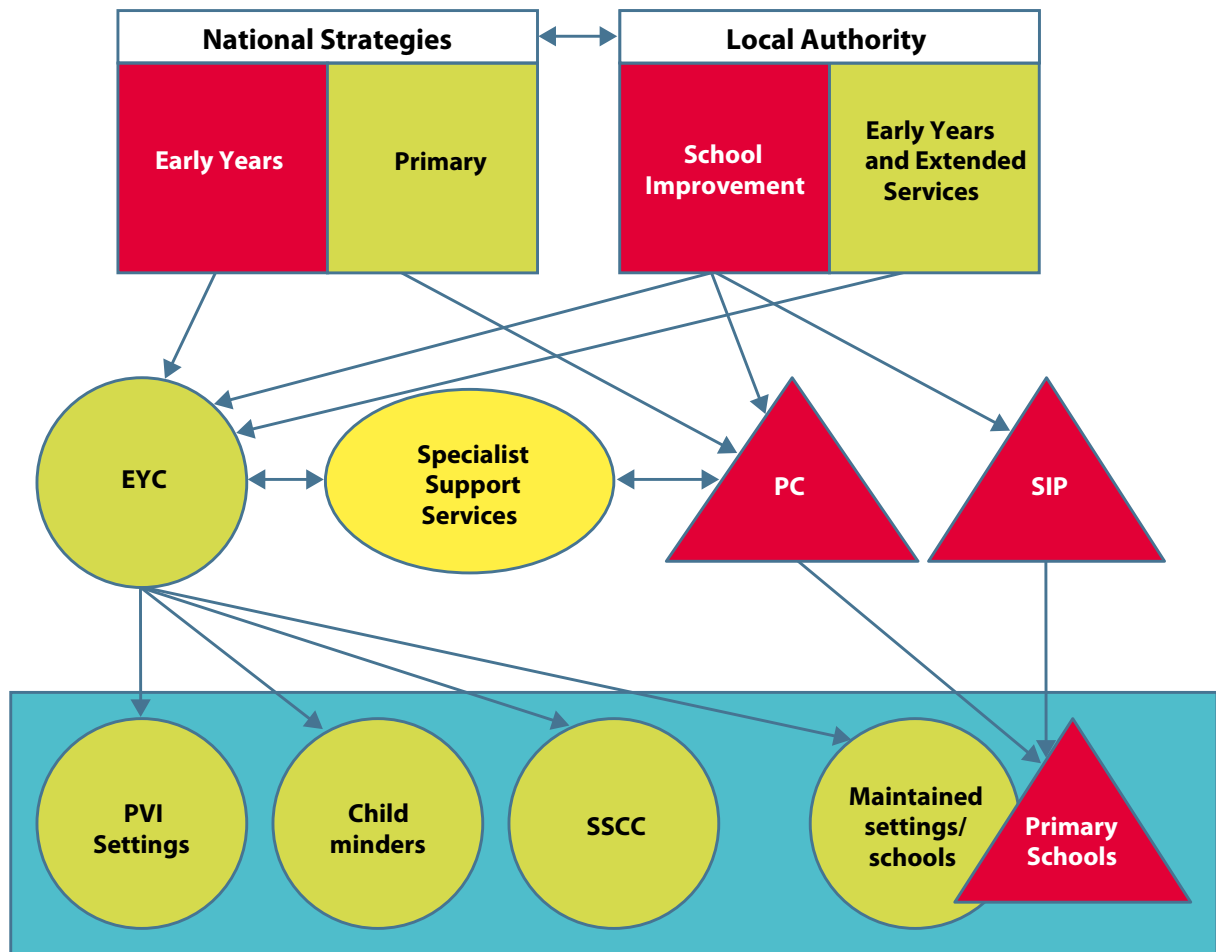 National Strategies
Local Authority
Early Years
Primary
School
Improvement
Early Years
and Extended
Services
EYC
Specialist
Support
Services
PC
SIP
PVI
Settings
Child
minders
SSCC
Maintained
settings/
schools
Primary
Schools